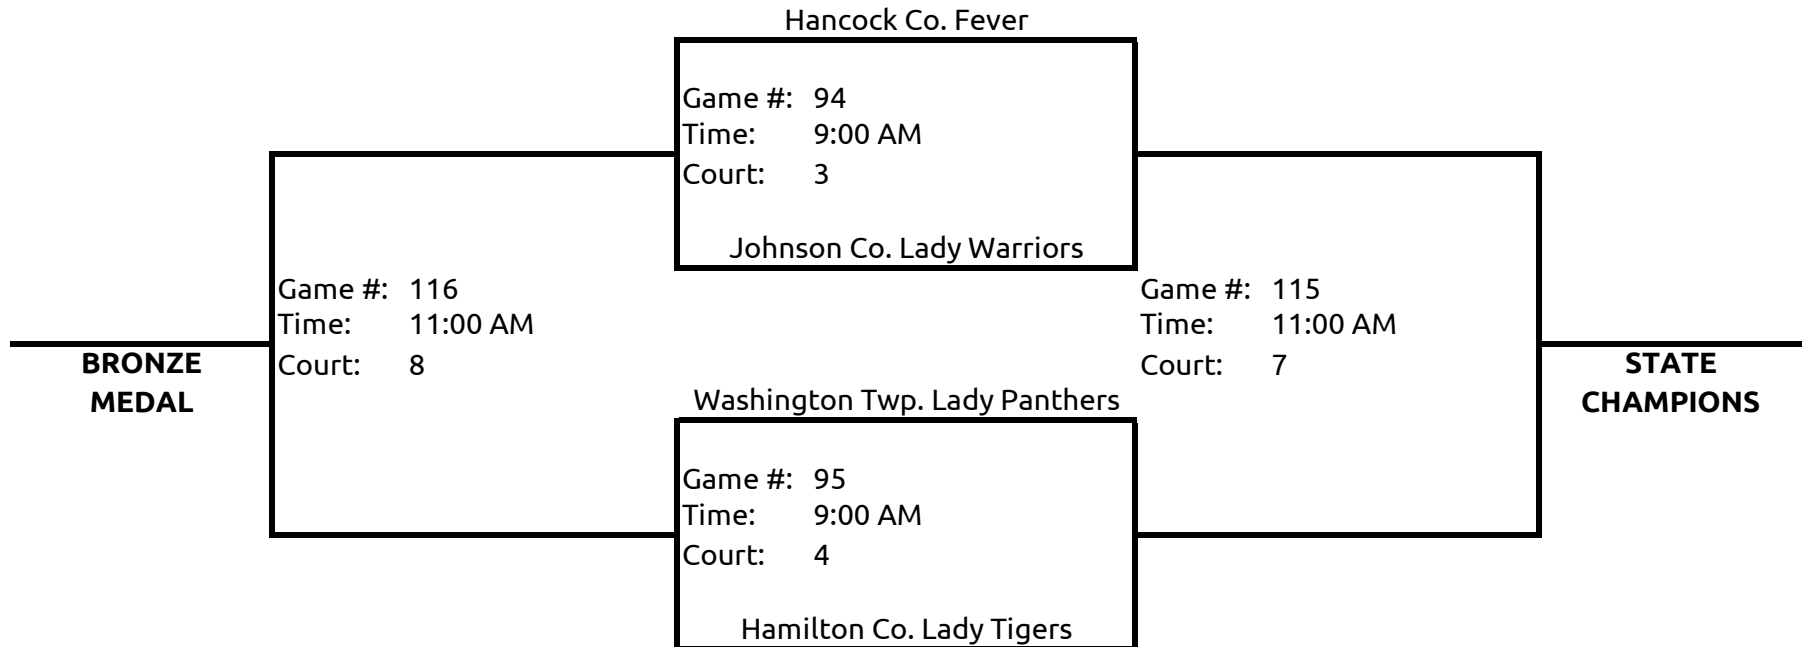 Hancock Co. Fever
Game #: 94
Time: 9:00 AM
Court: 3
Johnson Co. Lady Warriors
Game #: 116
Time: 11:00 AM
Court: 8
BRONZE
MEDAL
Game #: 115
Time: 11:00 AM
Court: 7
STATE
CHAMPIONS
Washington Twp. Lady Panthers
Game #: 95
Time: 9:00 AM
Court: 4
Hamilton Co. Lady Tigers